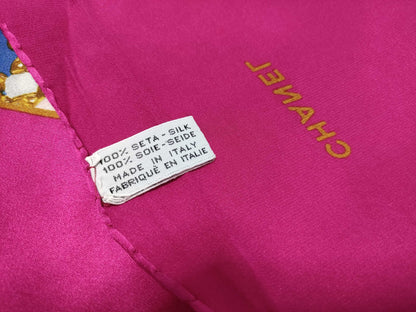 CHANEL
100% SETA - SILK
100% SOIE - SEIDE
MADE IN ITALY
FABRIQUÉ EN ITALIE